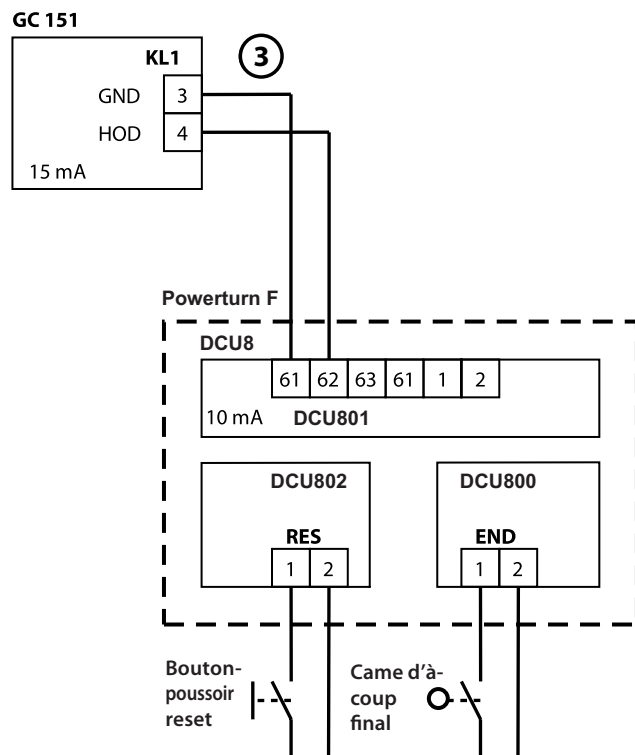 GC 151
KL1
3
GND 3
HOD 4
15 mA
Powerturn F
DCU8
61 62 63 61 1 2
10 mA DCU801
DCU802
RES
1 2
DCU800
END
1 2
Bouton-
poussoir
reset
Came d'à-
coup
final